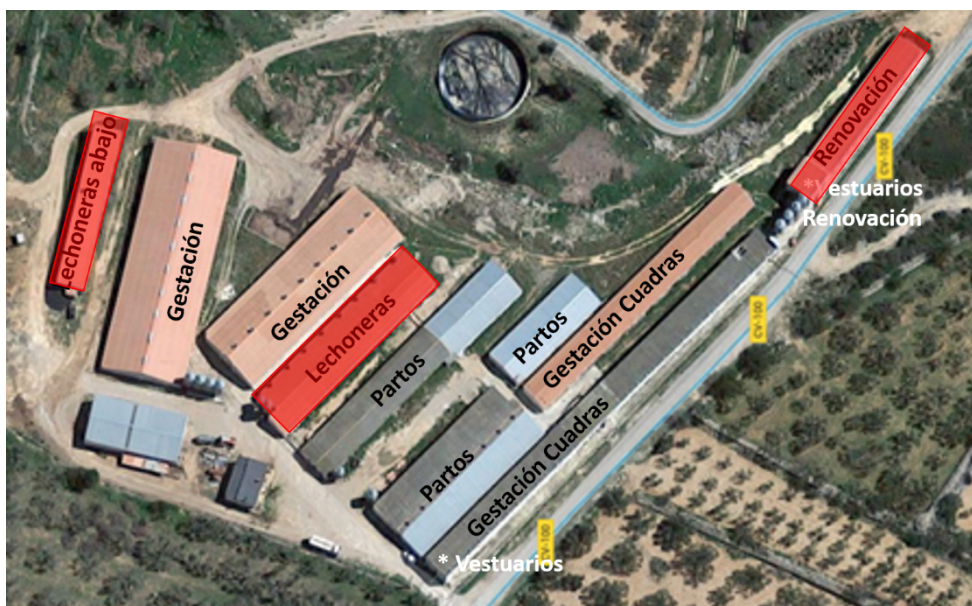 Renovación
CV-100
*Vestuarios
Renovación
Lechoneras abajo
Gestación
Gestación
Lechoneras
Partos
Partos
Gestación Cuadras
CV-100
Partos
Gestación Cuadras
CV-100
* Vestuarios